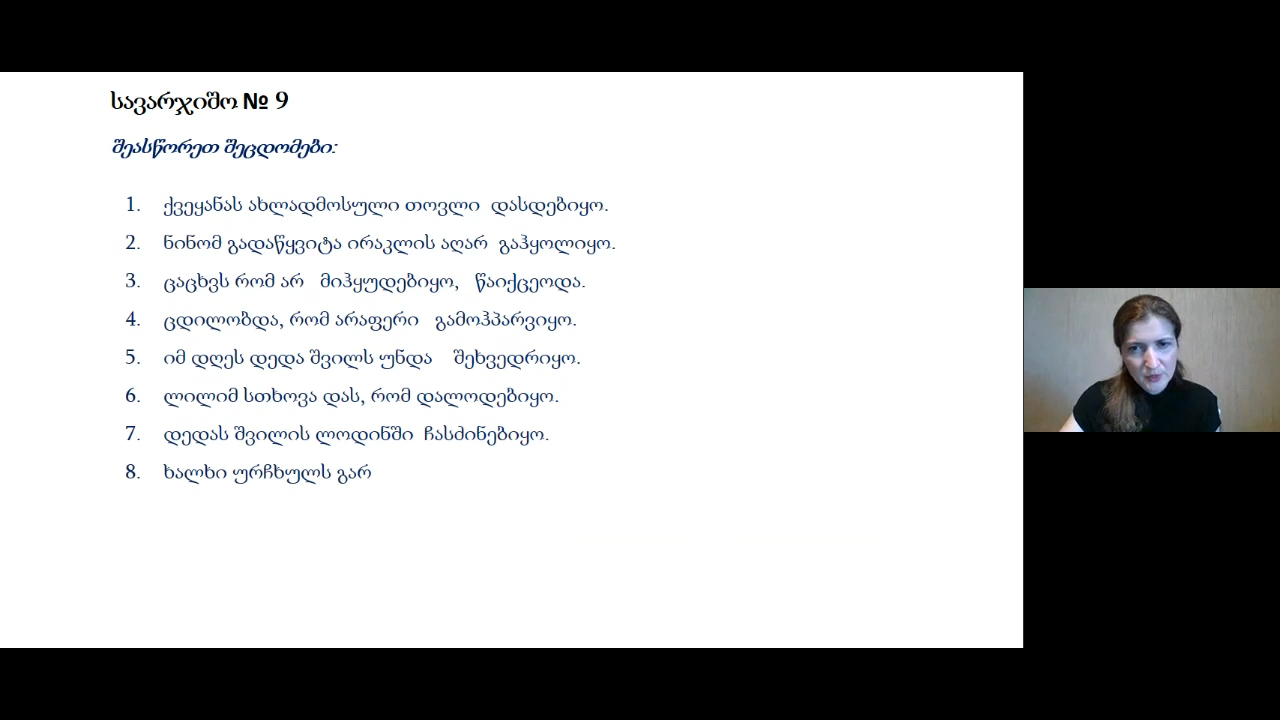 სავარჯიშო № 9
შეასწორეთ შეცდომები:
1. ქვეყანას ახლადმოსული თოვლი დასდებიყო.
2. ნინომ გადაწყვიტა ირაკლის აღარ გაჰყოლიყო.
3. ცაცხვს რომ არ მიჰყუდებიყო, წაიქცეოდა.
4. ცდილობდა, რომ არაფერი გამოჰპარვიყო.
5. იმ დღეს დედა შვილს უნდა შეხვედრიყო.
6. ლილიმ სთხოვა დას, რომ დალოდებიყო.
7. დედას შვილის ლოდინში ჩასძინებიყო.
8. ხალხი ურჩხულს გარ